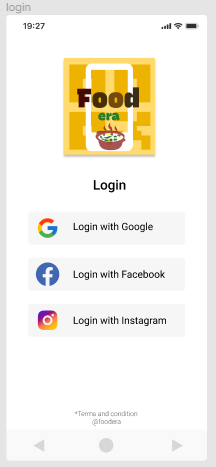 login
19:27
Food
era
Login
Login with Google
Login with Facebook
Login with Instagram
*Terms and condition
@foodera